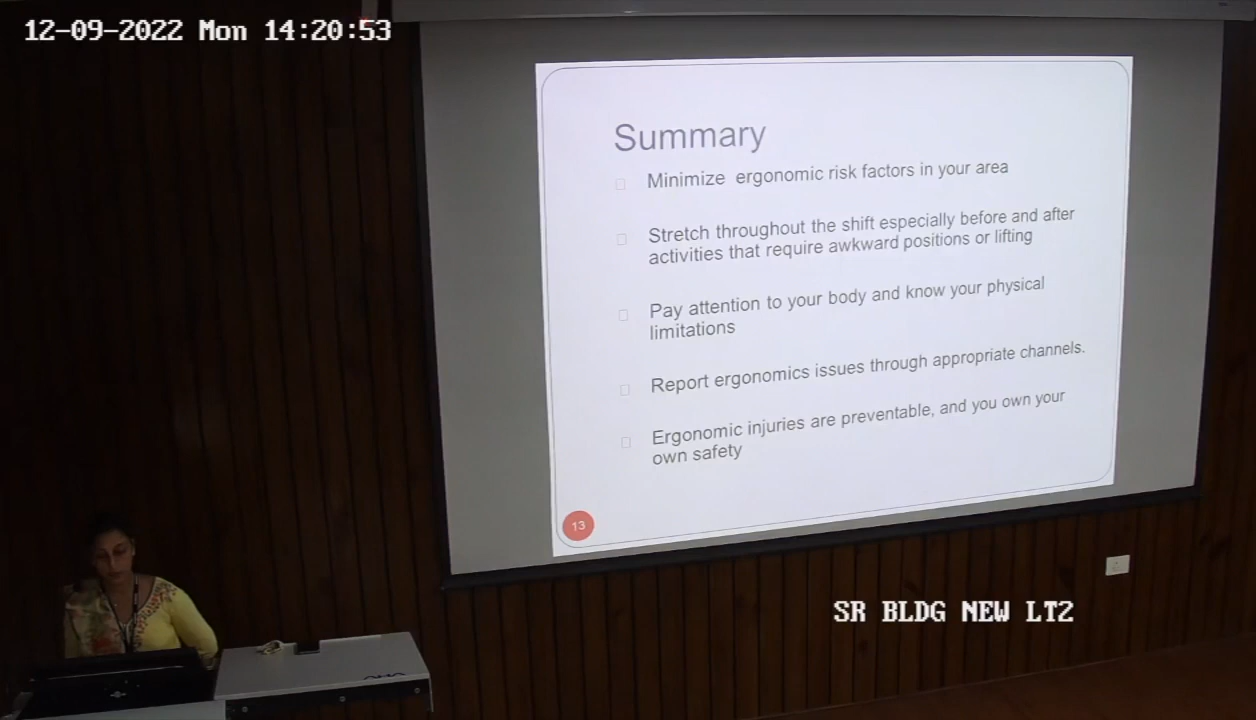 12-09-2022 Mon 14:20:53
Summary
Minimize ergonomic risk factors in your area
Stretch throughout the shift especially before and after
activities that require awkward positions or lifting
Pay attention to your body and know your physical
limitations
Report ergonomics issues through appropriate channels.
Ergonomic injuries are preventable, and you own your
own safety
13
SR BLDG NEW LT2